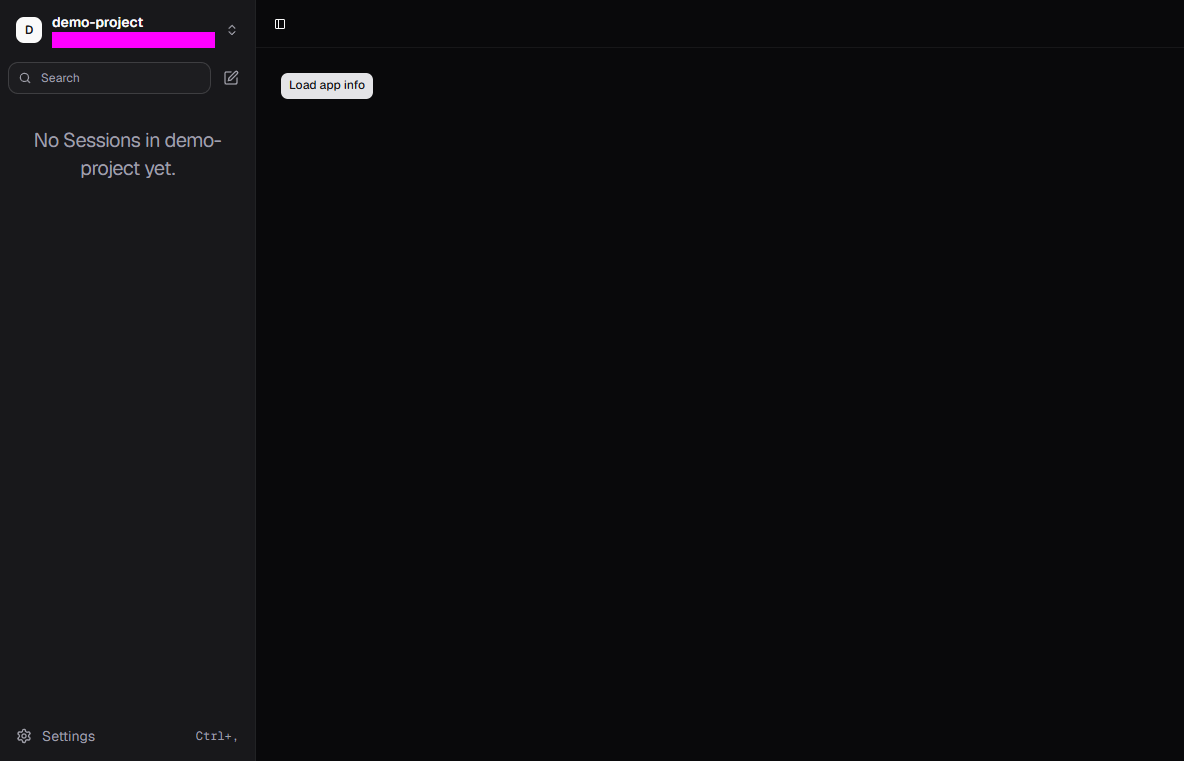 D
demo-project
Search
No Sessions in demo-
project yet.
Load app info
Settings
Ctrl+,